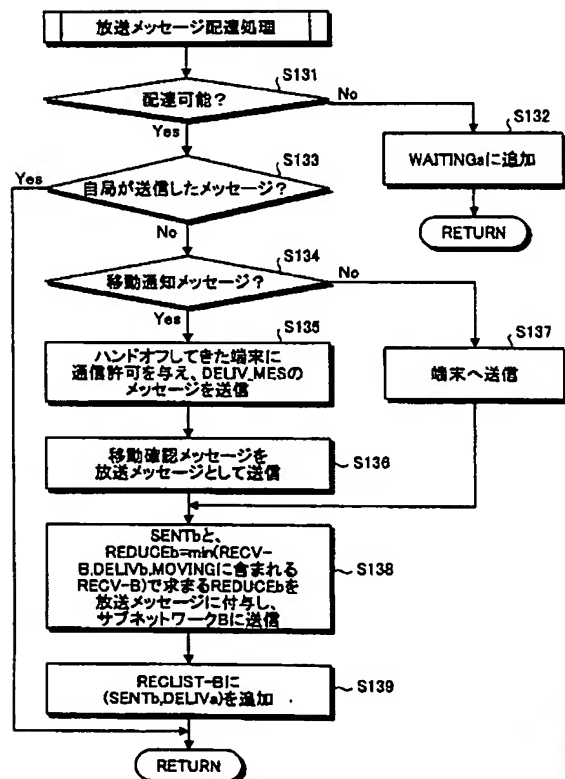 放送メッセージ配達処理
S131
配達可能？
No
Yes
S132
WAITINGaに追加
RETURN
S133
Yes
自局が送信したメッセージ？
No
S134
移動通知メッセージ？
No
Yes
S135
ハンドオフしてきた端末に
通信許可を与え、DELIV_MESの
メッセージを送信
S137
端末へ送信
移動確認メッセージを
放送メッセージとして送信
S136
SENTbと、
REDUCEb=min(RECV-
B,DELIVb,MOVINGに含まれる
RECV-B)で求まるREDUCEbを
放送メッセージに付与し、
サブネットワークBに送信
S138
RECLIST-Bに
(SENTb,DELIVa)を追加
S139
RETURN